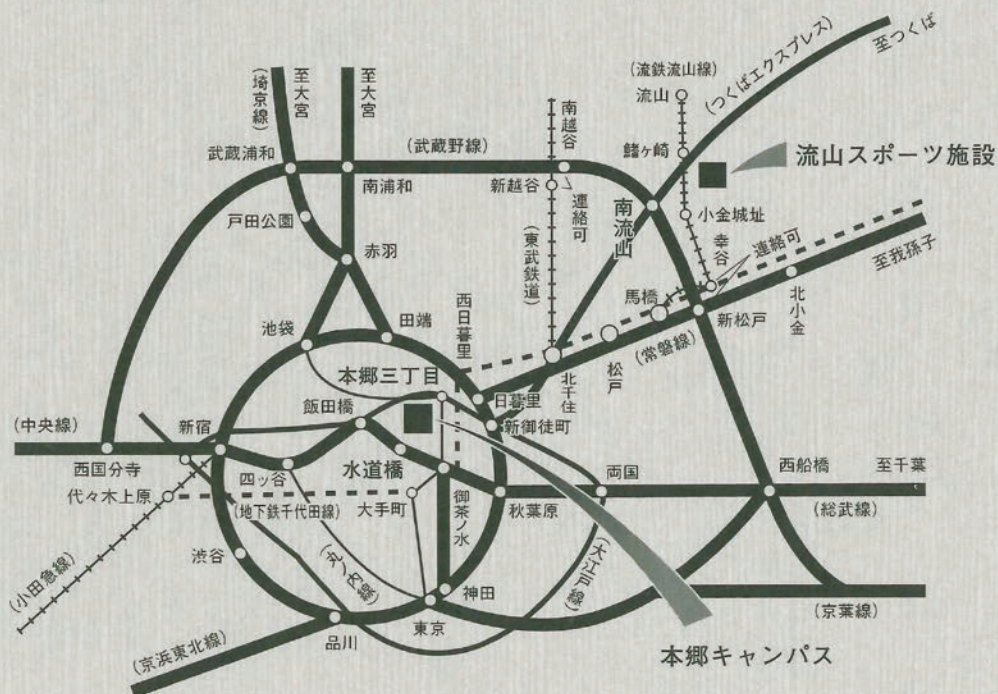 至つくば
(つくばエクスプレス)
(流鉄流山線)
流山
至大宮
(埼京線)
至大宮
南越谷
鰭ヶ崎
流山スポーツ施設
武蔵浦和
(武蔵野線)
南浦和
新越谷
連絡可
南流山
小金城址
戸田公園
(東武鉄道)
幸谷
連絡可
赤羽
至我孫子
馬橋
北小金
西日暮里
新松戸
池袋
田端
(常磐線)
松戸
北千住
本郷三丁目
日暮里
飯田橋
新御徒町
(中央線)
新宿
西国分寺
四ッ谷
水道橋
両国
西船橋
至千葉
代々木上原
(地下鉄千代田線)
大手町
御茶ノ水
秋葉原
(総武線)
渋谷
(丸ノ内線)
(大江戸線)
(小田急線)
神田
東京
(京葉線)
品川
(京浜東北線)
本郷キャンパス